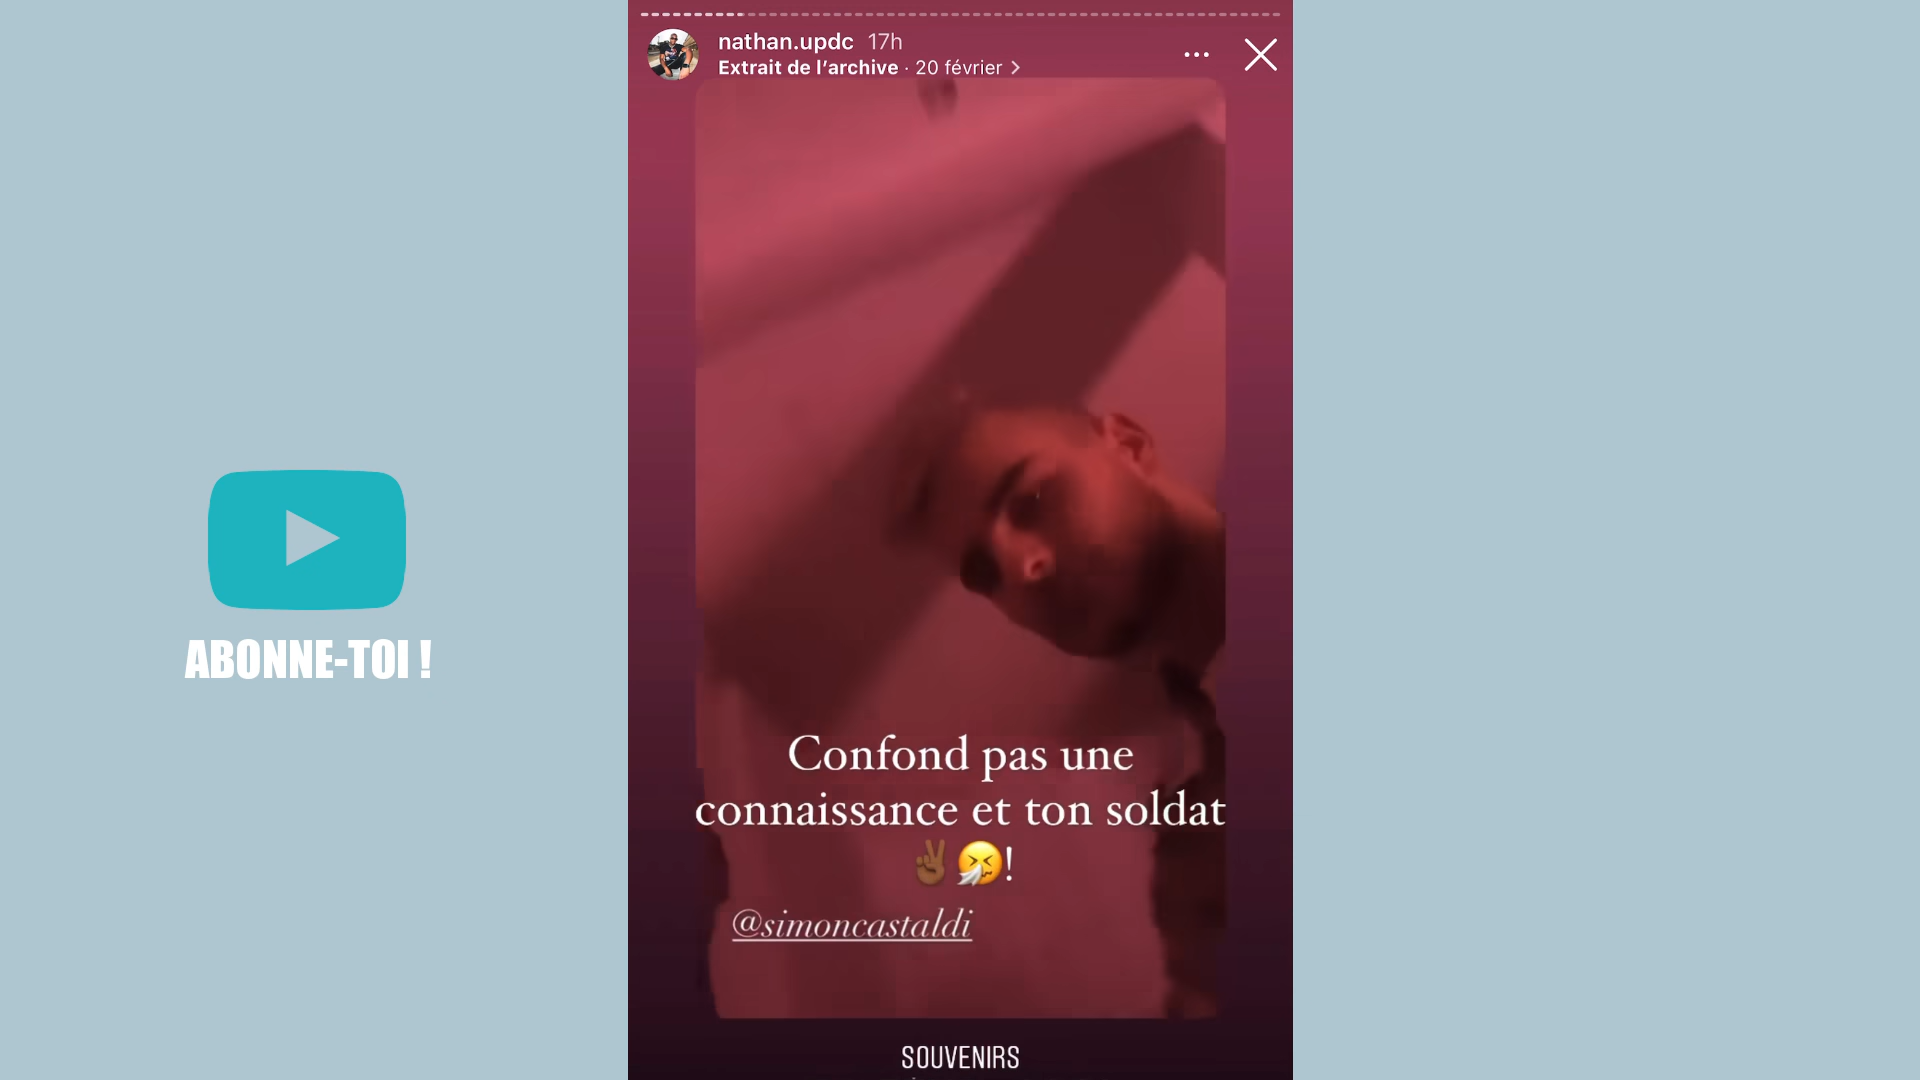 nathan.updc 17h
Extrait de l’archive · 20 février
Confond pas une
connaissance et ton soldat
✌🏾🤧!
@simoncastaldi
SOUVENIRS
ABONNE-TOI !